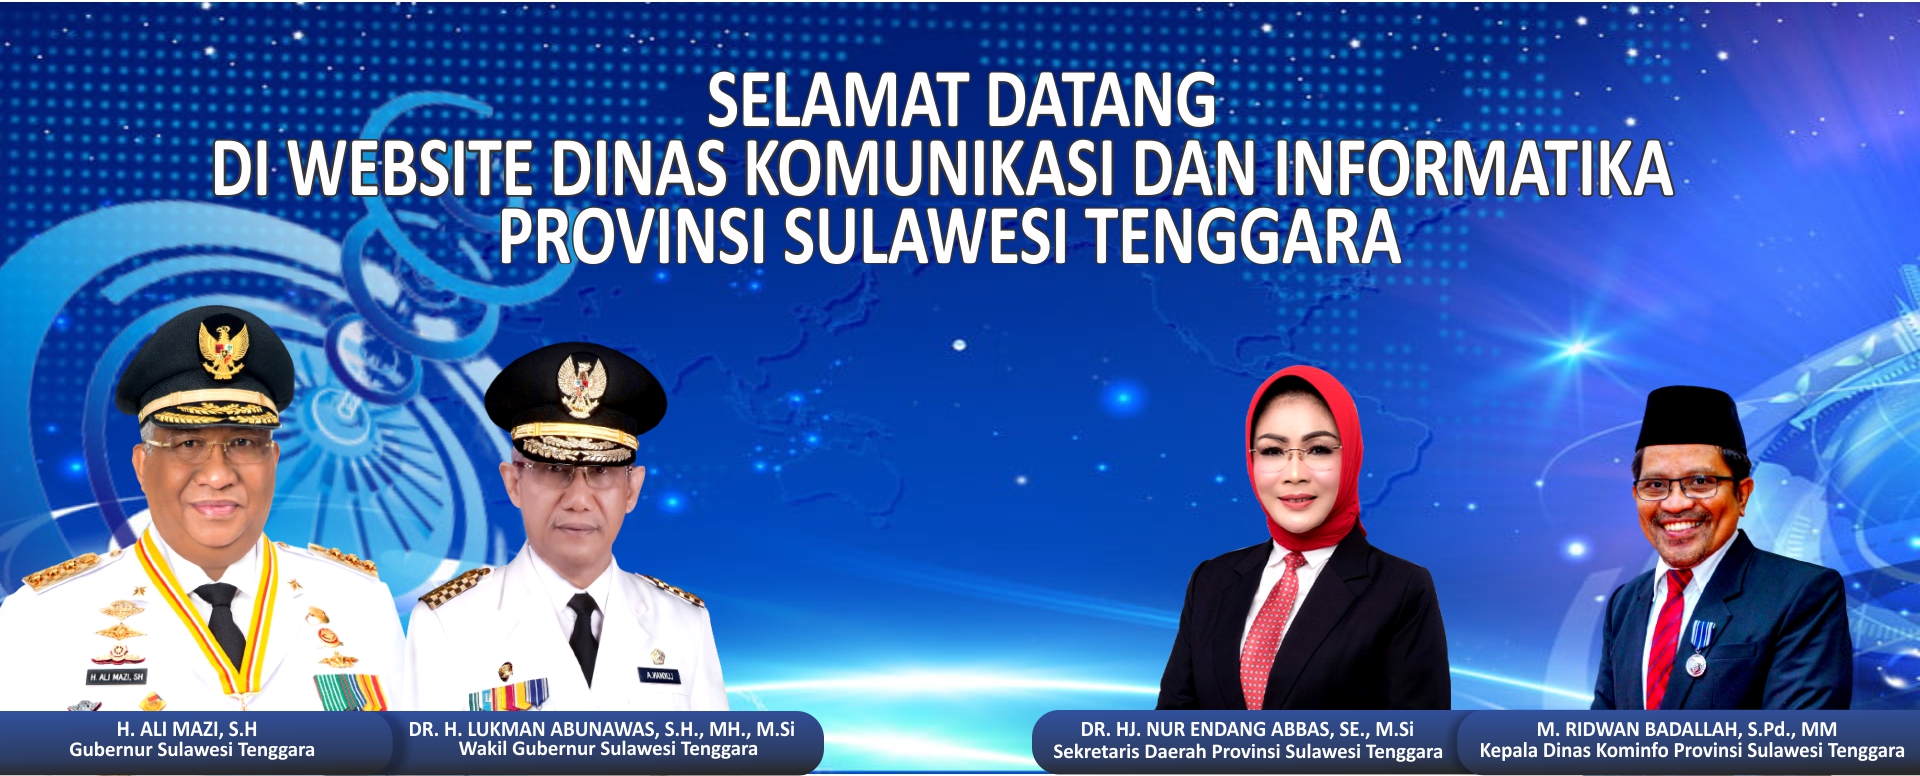 SELAMAT DATANG
DI WEBSITE DINAS KOMUNIKASI DAN INFORMATIKA
PROVINSI SULAWESI TENGGARA
H. ALI MAZI, SH
H. ALI MAZI, S.H
Gubernur Sulawesi Tenggara
DR. H. LUKMAN ABUNAWAS, S.H., MH., M.Si
Wakil Gubernur Sulawesi Tenggara
DR. HJ. NUR ENDANG ABBAS, SE., M.Si
Sekretaris Daerah Provinsi Sulawesi Tenggara
M. RIDWAN BADALLAH, S.Pd., MM
Kepala Dinas Kominfo Provinsi Sulawesi Tenggara